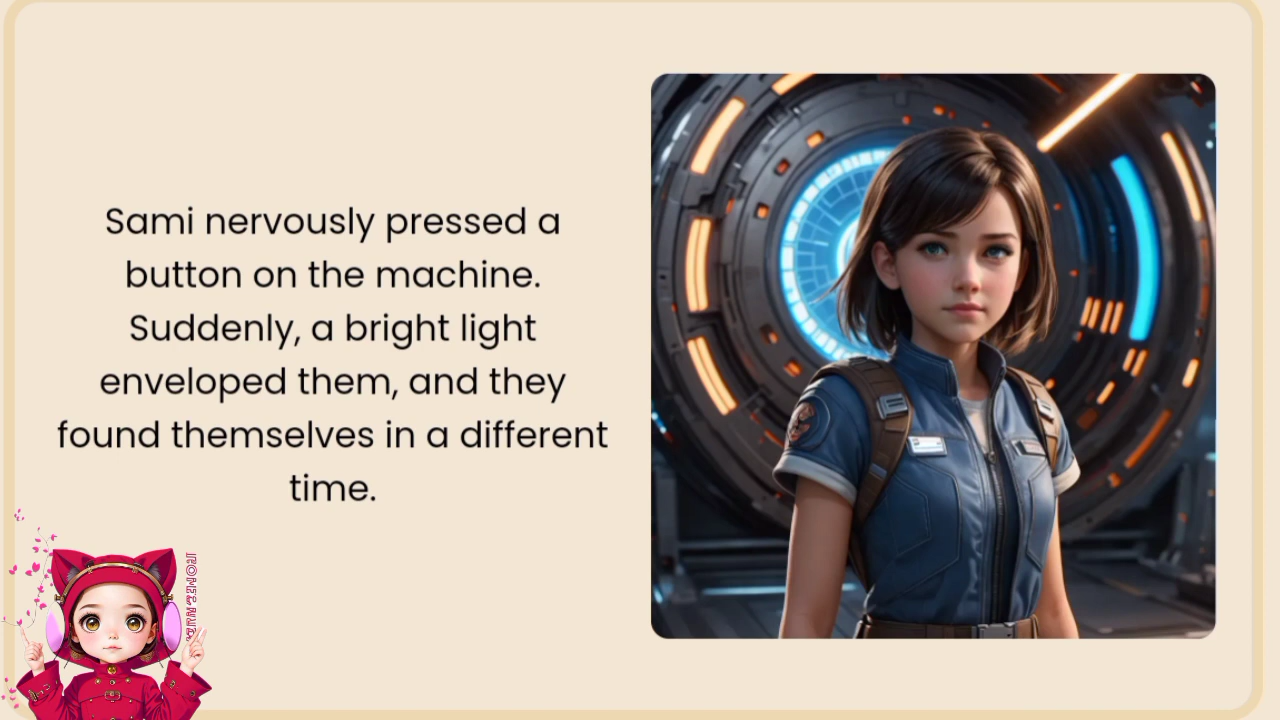 Sami nervously pressed a
button on the machine.
Suddenly, a bright light
enveloped them, and they
found themselves in a different
time.